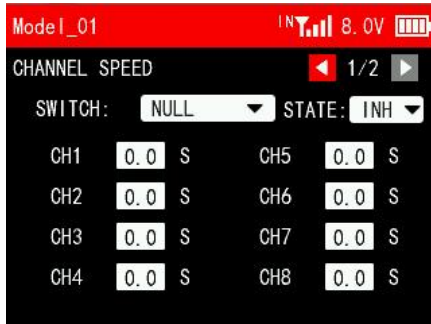 Model_01 IN 8.0V
CHANNEL SPEED 1/2
SWITCH: NULL STATE: INH
CH1 0.0 S CH5 0.0 S
CH2 0.0 S CH6 0.0 S
CH3 0.0 S CH7 0.0 S
CH4 0.0 S CH8 0.0 S